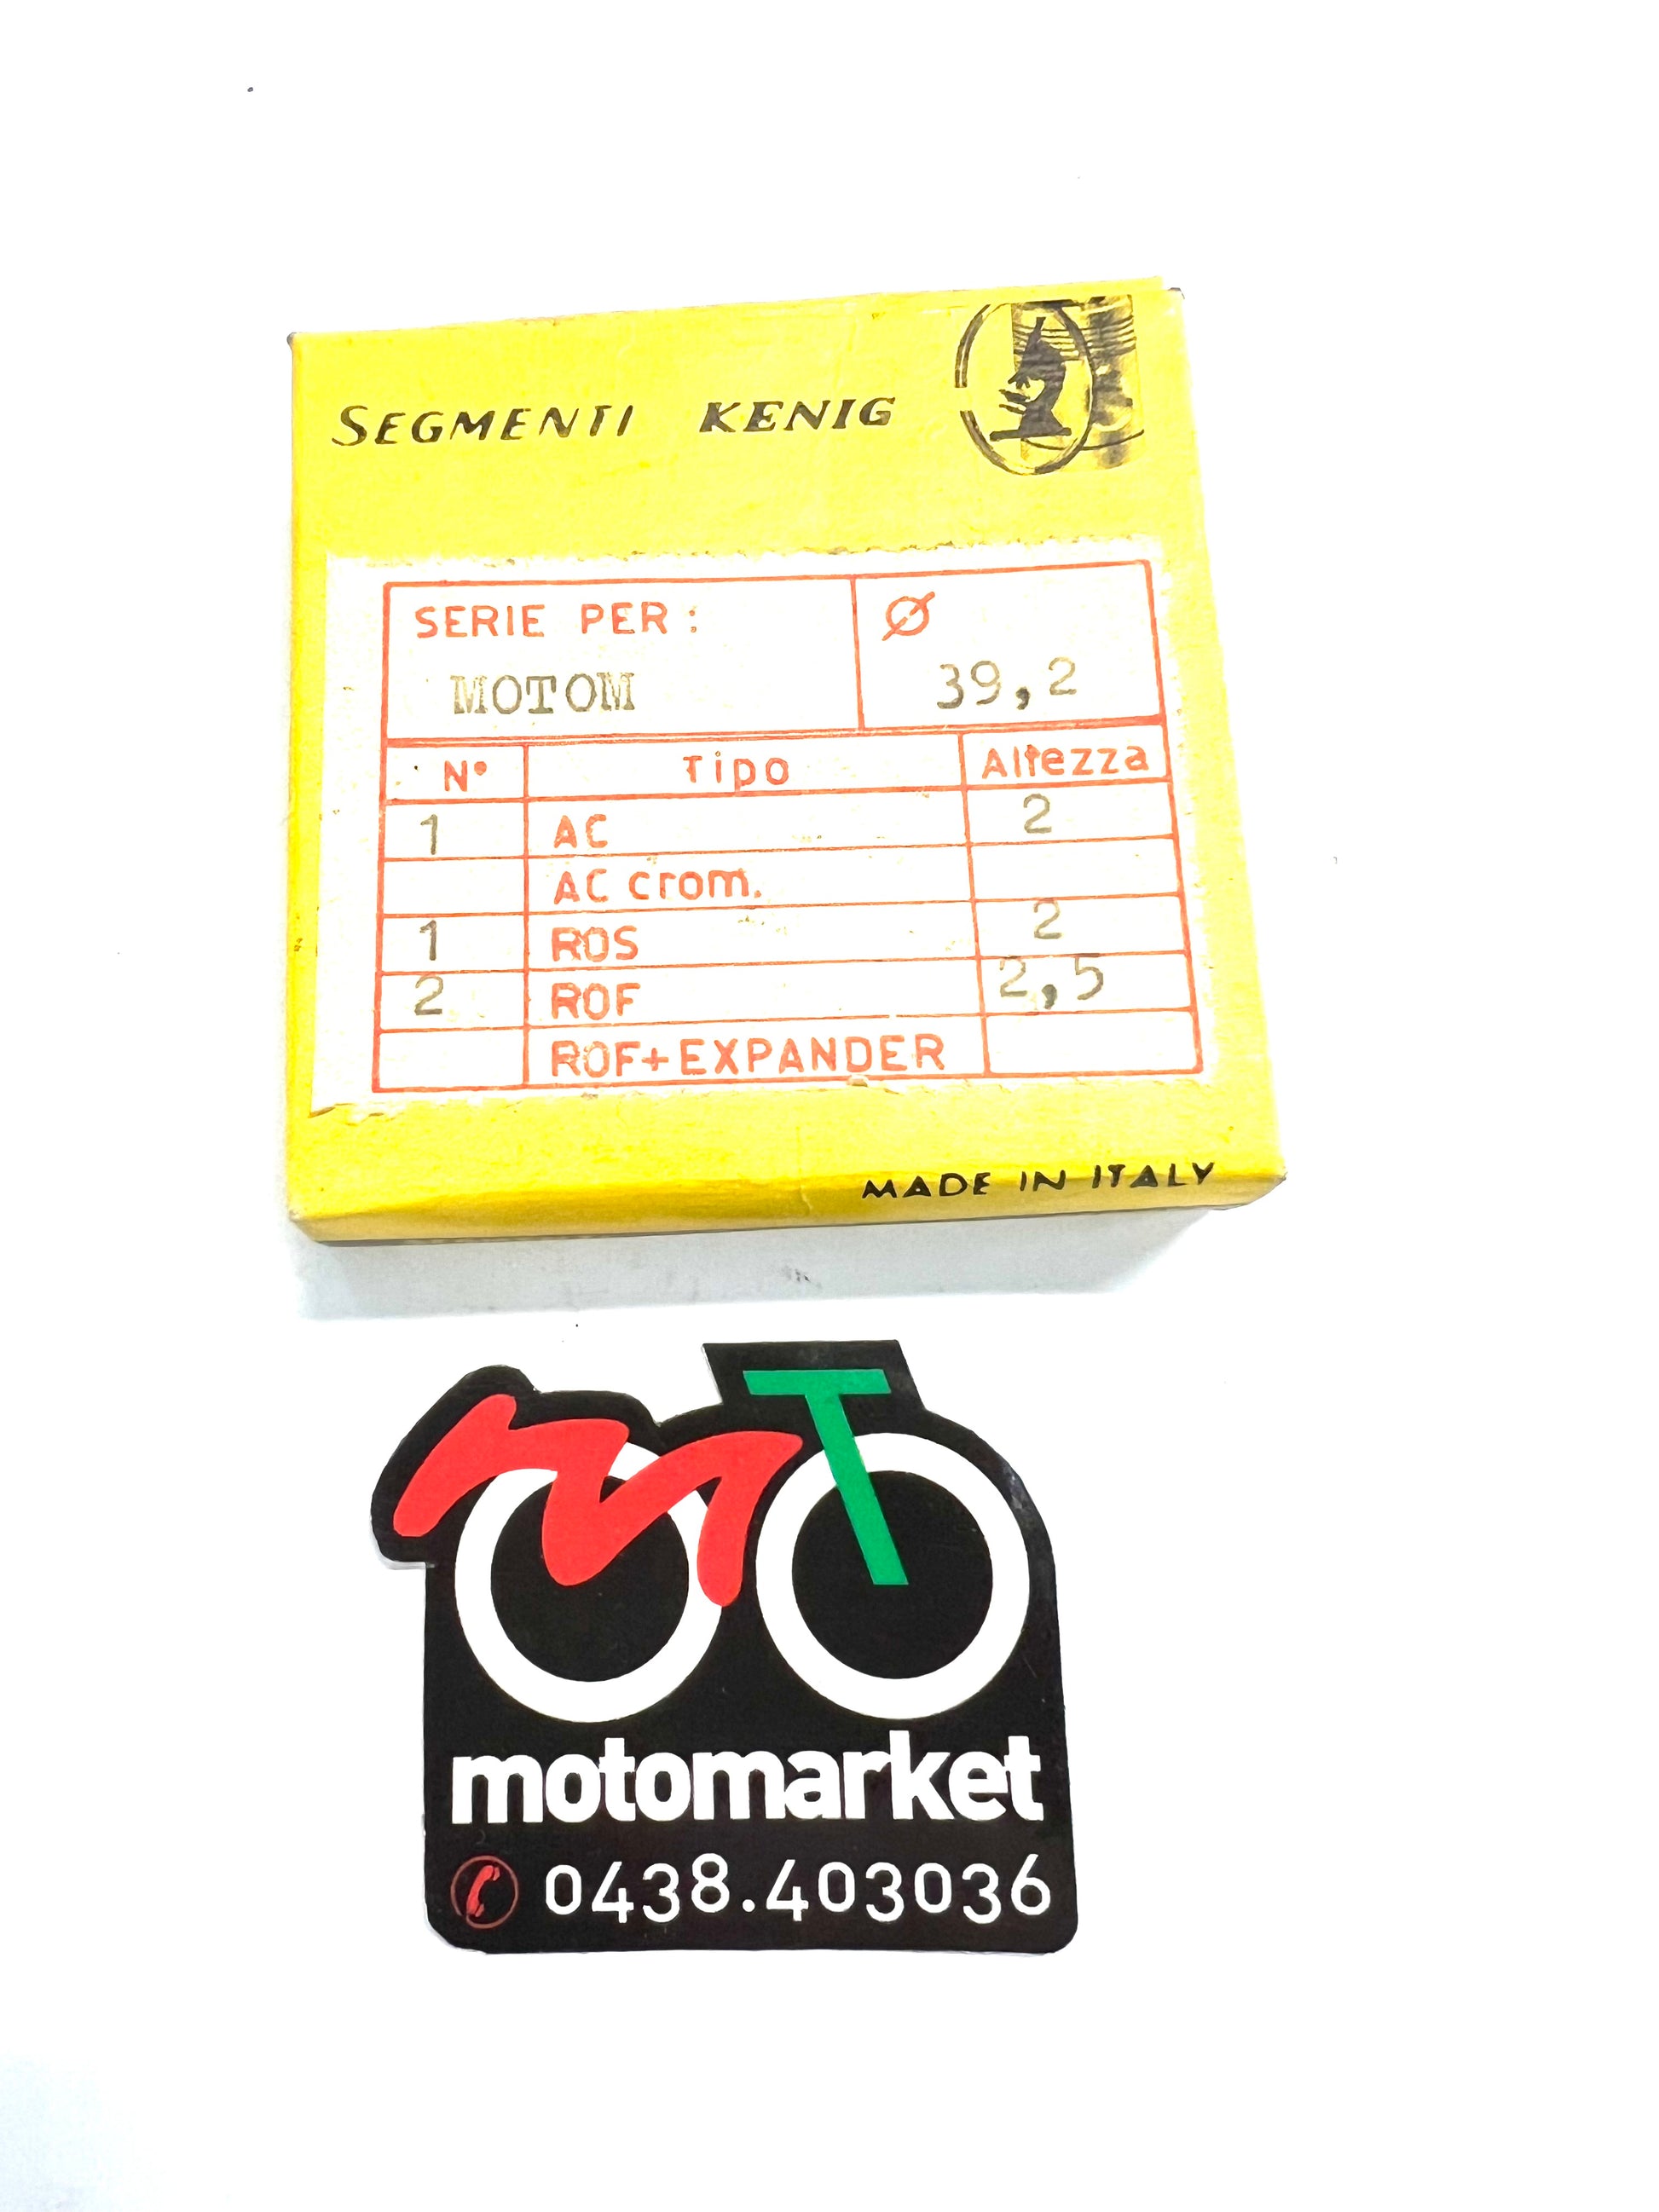 SEGMENTI KENIG
SERIE PER: Ø
MOTOM 39,2
N° Tipo Altezza
1 AC 2
AC crom.
1 ROS 2
2 ROF 2,5
ROF+EXPANDER
MADE IN ITALY
mT
motomarket
0438.403036